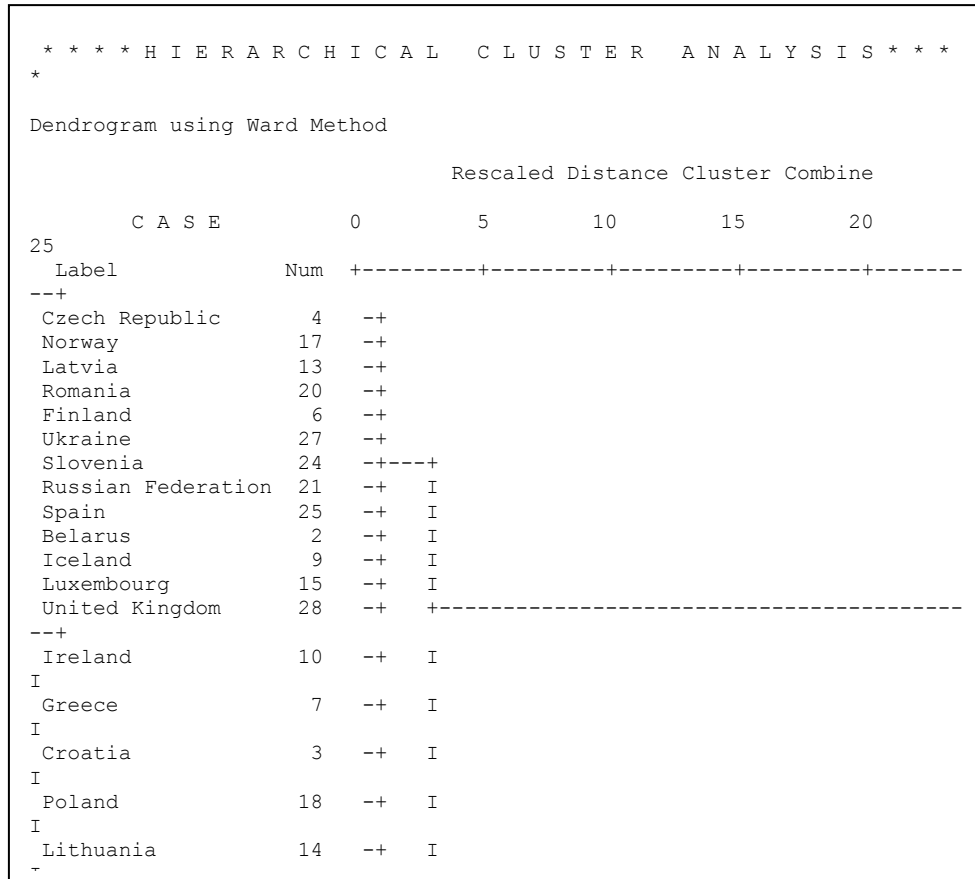 * * * * H I E R A R C H I C A L   C L U S T E R   A N A L Y S I S * * *
*
Dendrogram using Ward Method
                                 Rescaled Distance Cluster Combine
        C A S E          0         5        10        15        20
25
  Label             Num  +---------+---------+---------+---------+-------
--+
 Czech Republic       4   -+
 Norway              17   -+
 Latvia              13   -+
 Romania             20   -+
 Finland              6   -+
 Ukraine             27   -+
 Slovenia            24   -+---+
 Russian Federation  21   -+   I
 Spain               25   -+   I
 Belarus              2   -+   I
 Iceland              9   -+   I
 Luxembourg          15   -+   I
 United Kingdom      28   -+   +-----------------------------------------
--+
 Ireland             10   -+   I
I
 Greece               7   -+   I
I
 Croatia              3   -+   I
I
 Poland              18   -+   I
I
 Lithuania           14   -+   I